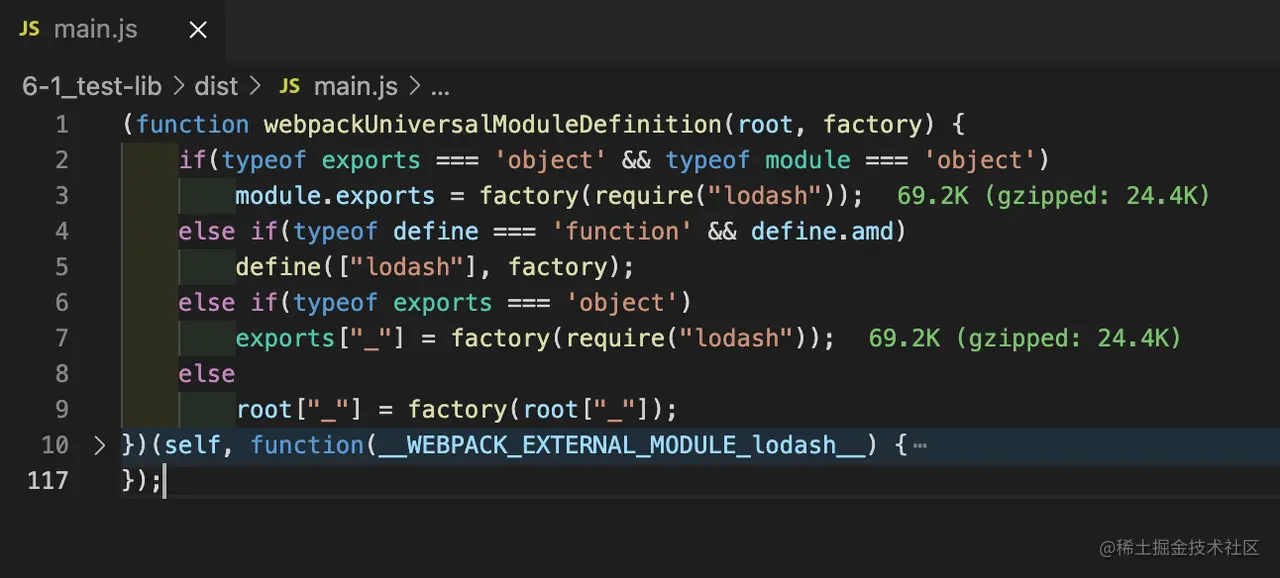 JS main.js ×
6-1_test-lib > dist > JS main.js > ...
1 (function webpackUniversalModuleDefinition(root, factory) {
2 if(typeof exports === 'object' && typeof module === 'object')
3 module.exports = factory(require("lodash")); 69.2K (gzipped: 24.4K)
4 else if(typeof define === 'function' && define.amd)
5 define(["lodash"], factory);
6 else if(typeof exports === 'object')
7 exports["_"] = factory(require("lodash")); 69.2K (gzipped: 24.4K)
8 else
9 root["_"] = factory(root["_"]);
10 > })(self, function(__WEBPACK_EXTERNAL_MODULE_lodash__) {…
117 });
@稀土掘金技术社区